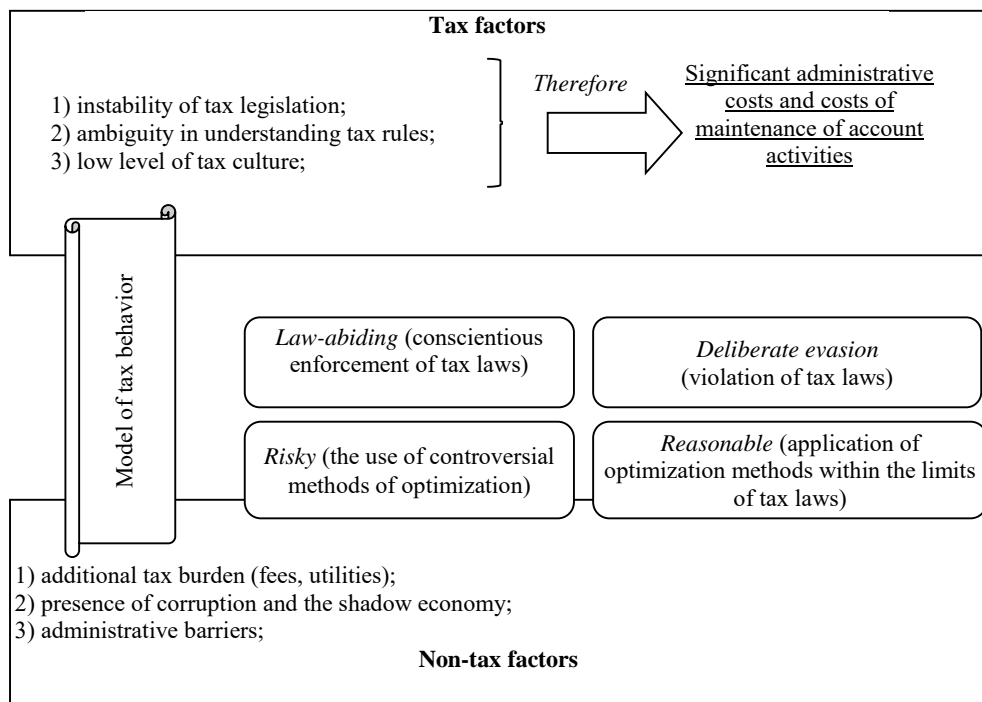 Tax factors
1) instability of tax legislation;
2) ambiguity in understanding tax rules;
3) low level of tax culture;
Therefore
Significant administrative
costs and costs of
maintenance of account
activities
Model of tax behavior
Law-abiding (conscientious
enforcement of tax laws)
Deliberate evasion
(violation of tax laws)
Risky (the use of controversial
methods of optimization)
Reasonable (application of
optimization methods within the limits
of tax laws)
1) additional tax burden (fees, utilities);
2) presence of corruption and the shadow economy;
3) administrative barriers;
Non-tax factors